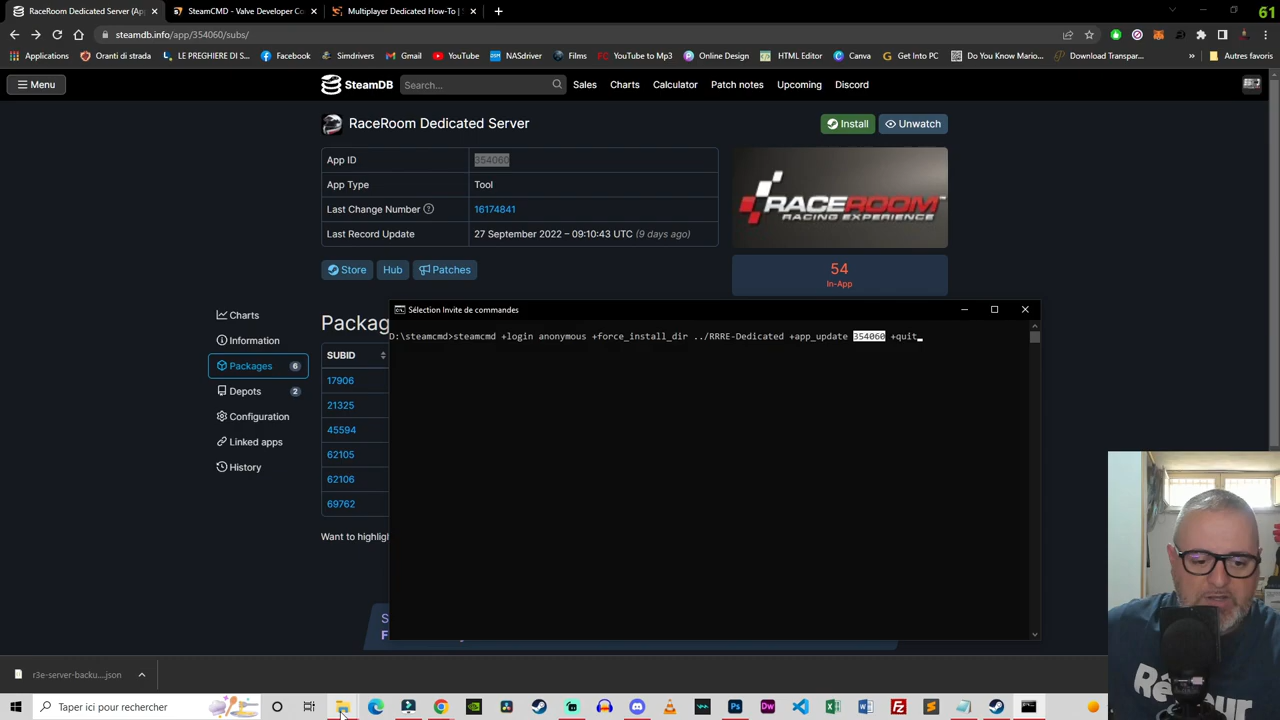 RaceRoom Dedicated Server (Ap
SteamCMD - Valve Developer Co
Multiplayer Dedicated How-To | S
61
steamdb.info/app/354060/subs/
Applications
Oranti di strada
LE PREGHIERE DI S...
Facebook
Simdrivers
Gmail
YouTube
NASdriver
Films
YouTube to Mp3
Online Design
HTML Editor
Canva
Get Into PC
Do You Know Mario...
Download Transpar...
»
Autres favoris
Menu
SteamDB
Search...
Sales
Charts
Calculator
Patch notes
Upcoming
Discord
RaceRoom Dedicated Server
Install
Unwatch
App ID
354060
App Type
Tool
Last Change Number
16174841
Last Record Update
27 September 2022 – 09:10:43 UTC (9 days ago)
RACEROOM
RACING EXPERIENCE
Store
Hub
Patches
54
In-App
Charts
Information
Packages 6
Depots 2
Configuration
Linked apps
History
Packag
SUBID
17906
21325
45594
62105
62106
69762
Want to highligh
S
F
Sélection Invite de commandes
D:\steamcmd>steamcmd +login anonymous +force_install_dir ../RRRE-Dedicated +app_update 354060 +quit
r3e-server-backu....json
Taper ici pour rechercher